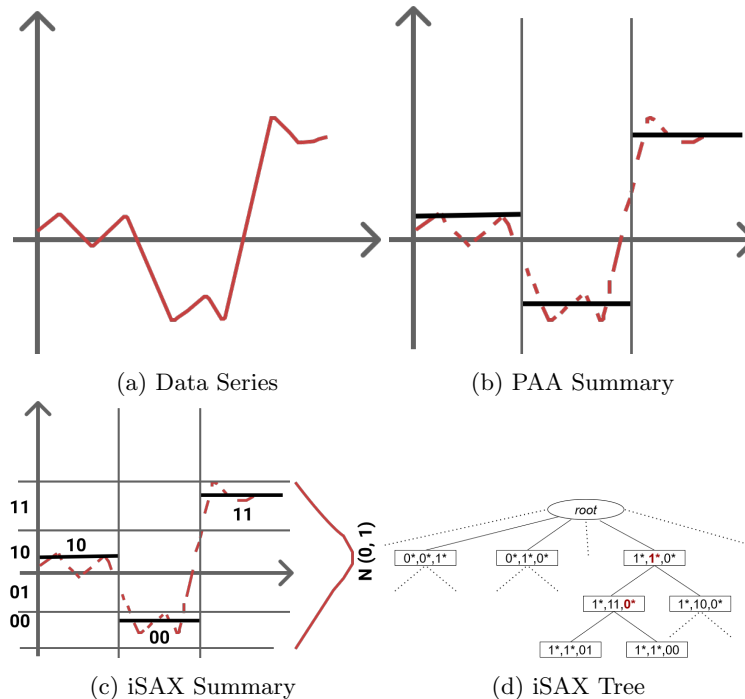 (a) Data Series
(b) PAA Summary
11
10
01
00
10
00
11
N (0, 1)
(c) iSAX Summary
root
0*,0*,1*
0*,1*,0*
1*,1*,0*
1*,11,0*
1*,10,0*
1*,1*,01
1*,1*,00
(d) iSAX Tree